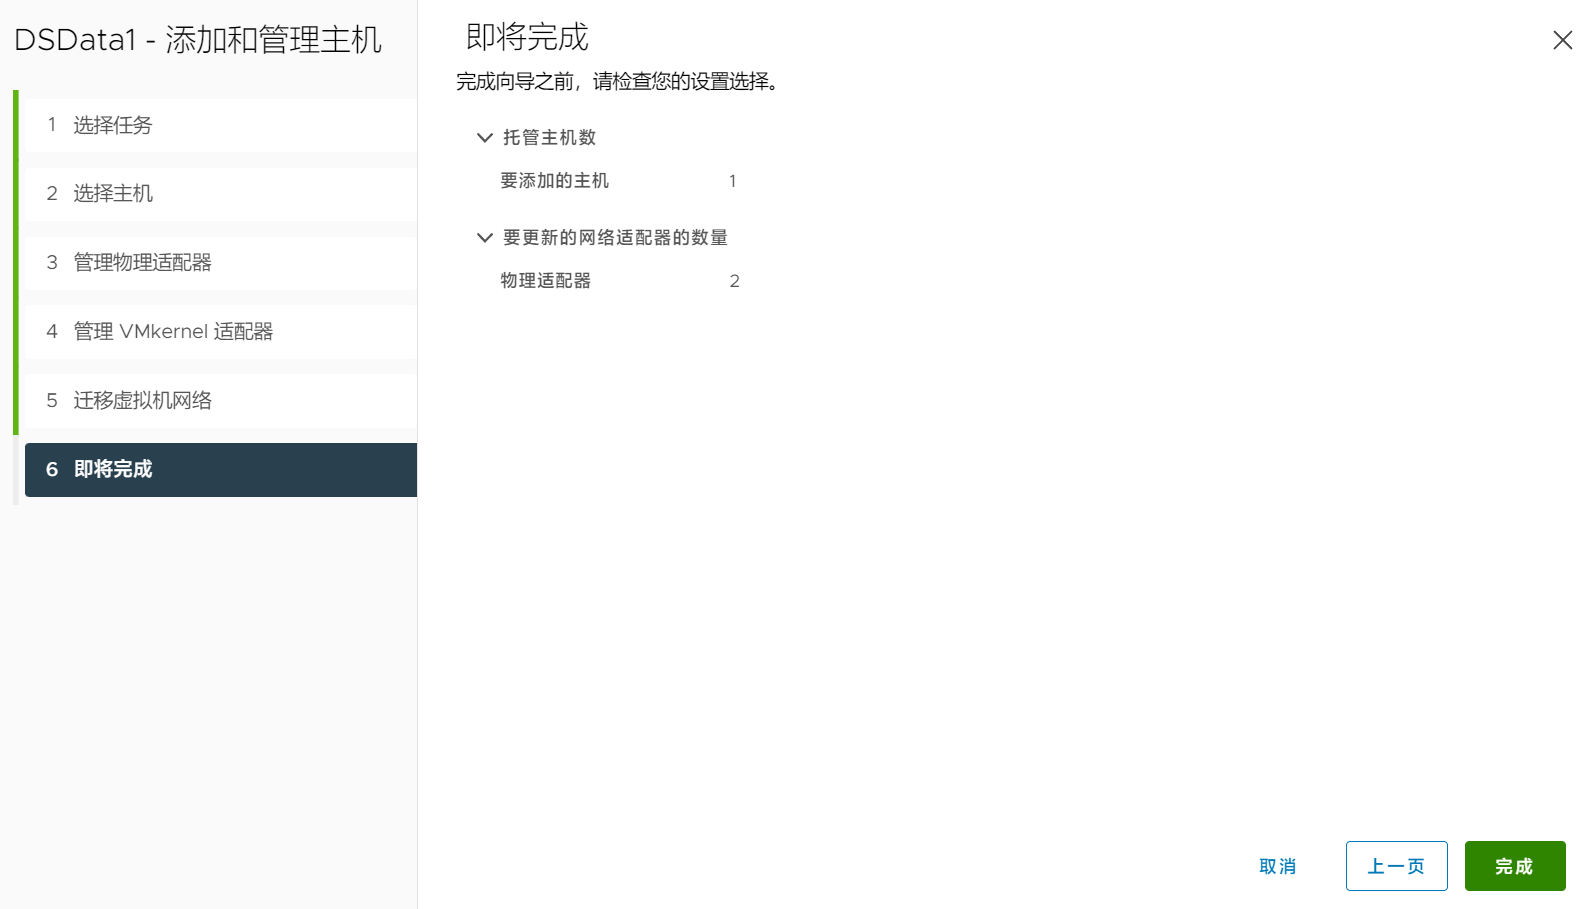 DSData1 - 添加和管理主机
1 选择任务
2 选择主机
3 管理物理适配器
4 管理 VMkernel 适配器
5 迁移虚拟机网络
6 即将完成
即将完成
完成向导之前，请检查您的设置选择。
托管主机数
要添加的主机 1
要更新的网络适配器的数量
物理适配器 2
取消 上一页 完成